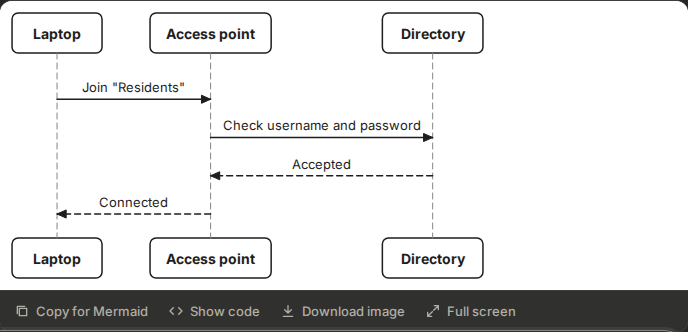 Laptop Access point Directory
Join "Residents"
Check username and password
Accepted
Connected
Laptop Access point Directory
Copy for Mermaid Show code Download image Full screen